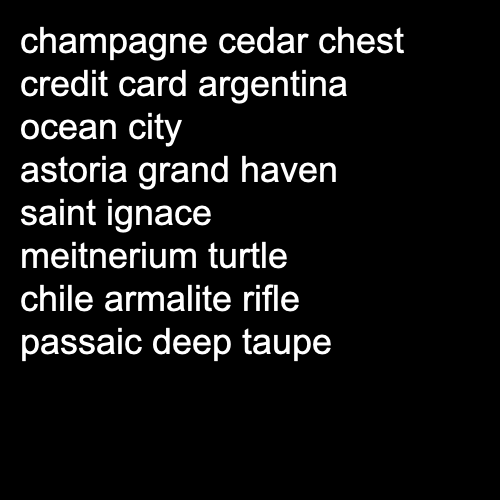 champagne cedar chest
credit card argentina
ocean city
astoria grand haven
saint ignace
meitnerium turtle
chile armalite rifle
passaic deep taupe